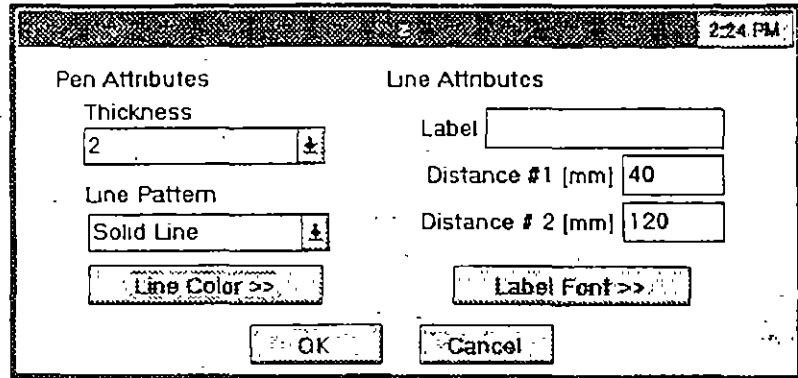 2:24 PM
Pen Attributes
Thickness
2
Line Pattern
Solid Line
Line Color >>
Line Attributes
Label
Distance #1 [mm] 40
Distance # 2 [mm] 120
Label Font >>
OK
Cancel